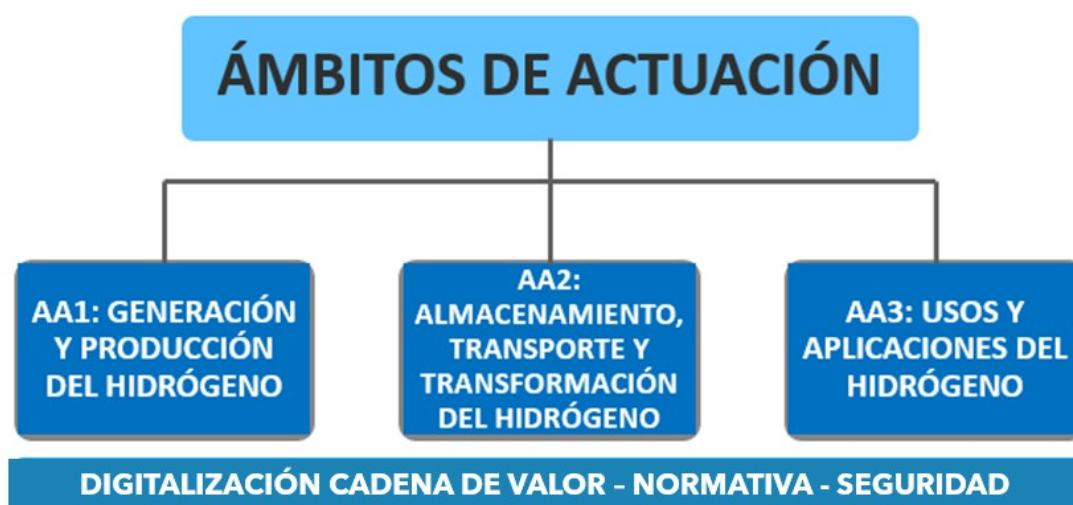 ÁMBITOS DE ACTUACIÓN
AA1: GENERACIÓN
Y PRODUCCIÓN
DEL HIDRÓGENO
AA2:
ALMACENAMIENTO,
TRANSPORTE Y
TRANSFORMACIÓN
DEL HIDRÓGENO
AA3: USOS Y
APLICACIONES DEL
HIDRÓGENO
DIGITALIZACIÓN CADENA DE VALOR – NORMATIVA - SEGURIDAD